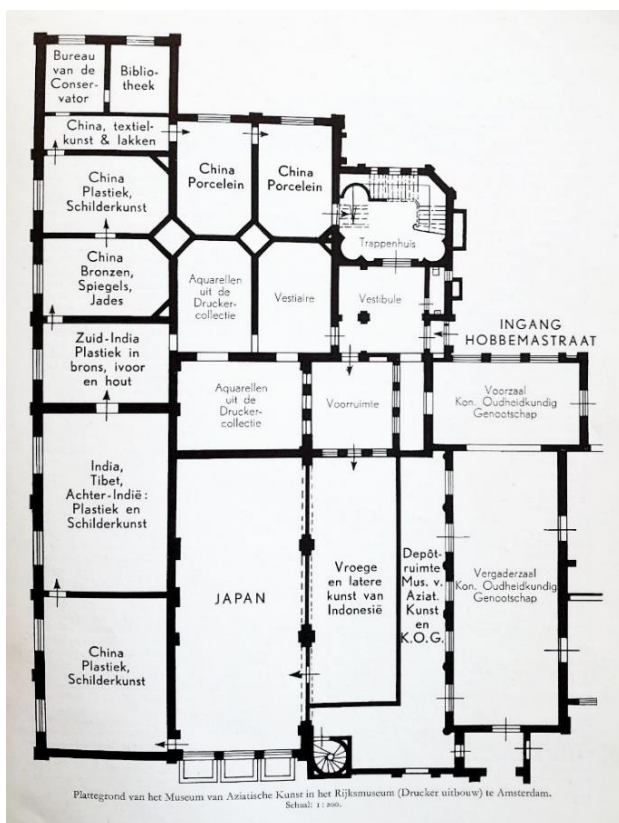 Bureau
van de
Conser-
vator
Biblio-
theek
China, textiel-
kunst & lakken
China
Plastiek,
Schilderkunst
China
Porcelein
China
Porcelein
Trappenhuis
China
Bronzen,
Spiegels,
Jades
Aquarellen
uit de
Drucker-
collectie
Vestiaire
Vestibule
INGANG
HOBBEMASTRAAT
Zuid-India
Plastiek in
brons, ivoor
en hout
Aquarellen
uit de
Drucker-
collectie
Voorruimte
Voorzaal
Kon. Oudheidkundig
Genootschap
India,
Tibet,
Achter-Indië:
Plastiek en
Schilderkunst
JAPAN
Vroege
en latere
kunst van
Indonesië
Depôt-
ruimte
Mus. v.
Aziat.
Kunst
en
K.O.G.
Vergaderzaal
Kon. Oudheidkundig
Genootschap
China
Plastiek,
Schilderkunst
Plattegrond van het Museum van Aziatische Kunst in het Rijksmuseum (Drucker uitbouw) te Amsterdam.
Schaal: 1 : 200.